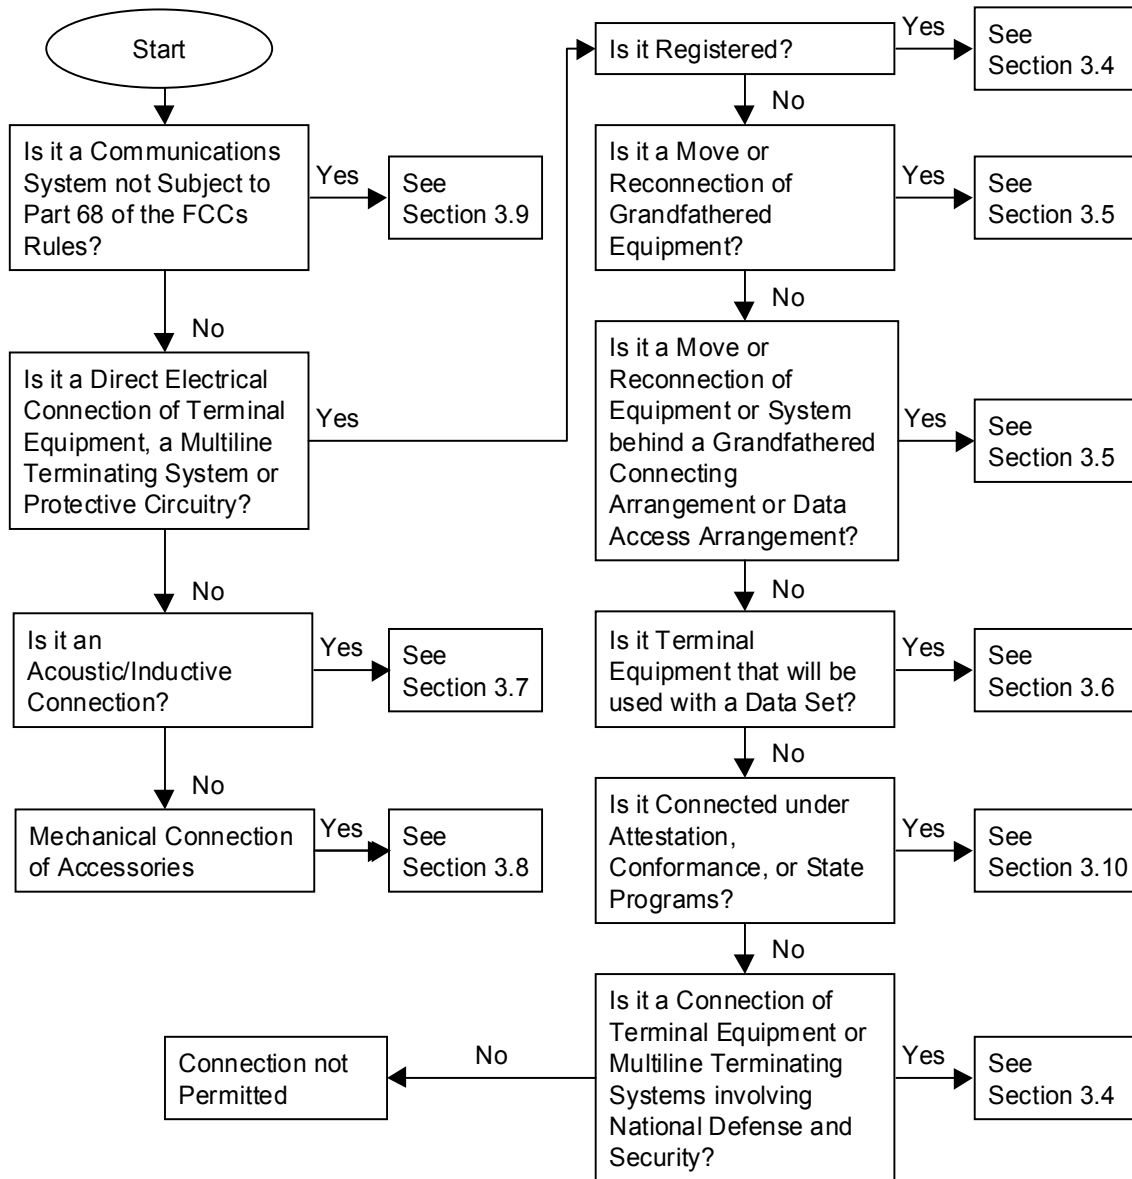 Start
Is it a Communications
System not Subject to
Part 68 of the FCCs
Rules?
Yes
See
Section 3.9
No
Is it a Direct Electrical
Connection of Terminal
Equipment, a Multiline
Terminating System or
Protective Circuitry?
Yes
No
Is it an
Acoustic/Inductive
Connection?
Yes
See
Section 3.7
No
Mechanical Connection
of Accessories
Yes
See
Section 3.8
Is it Registered?
Yes
See
Section 3.4
No
Is it a Move or
Reconnection of
Grandfathered
Equipment?
Yes
See
Section 3.5
No
Is it a Move or
Reconnection of
Equipment or System
behind a Grandfathered
Connecting
Arrangement or Data
Access Arrangement?
Yes
See
Section 3.5
No
Is it Terminal
Equipment that will be
used with a Data Set?
Yes
See
Section 3.6
No
Is it Connected under
Attestation,
Conformance, or State
Programs?
Yes
See
Section 3.10
No
Is it a Connection of
Terminal Equipment or
Multiline Terminating
Systems involving
National Defense and
Security?
Yes
See
Section 3.4
No
Connection not
Permitted